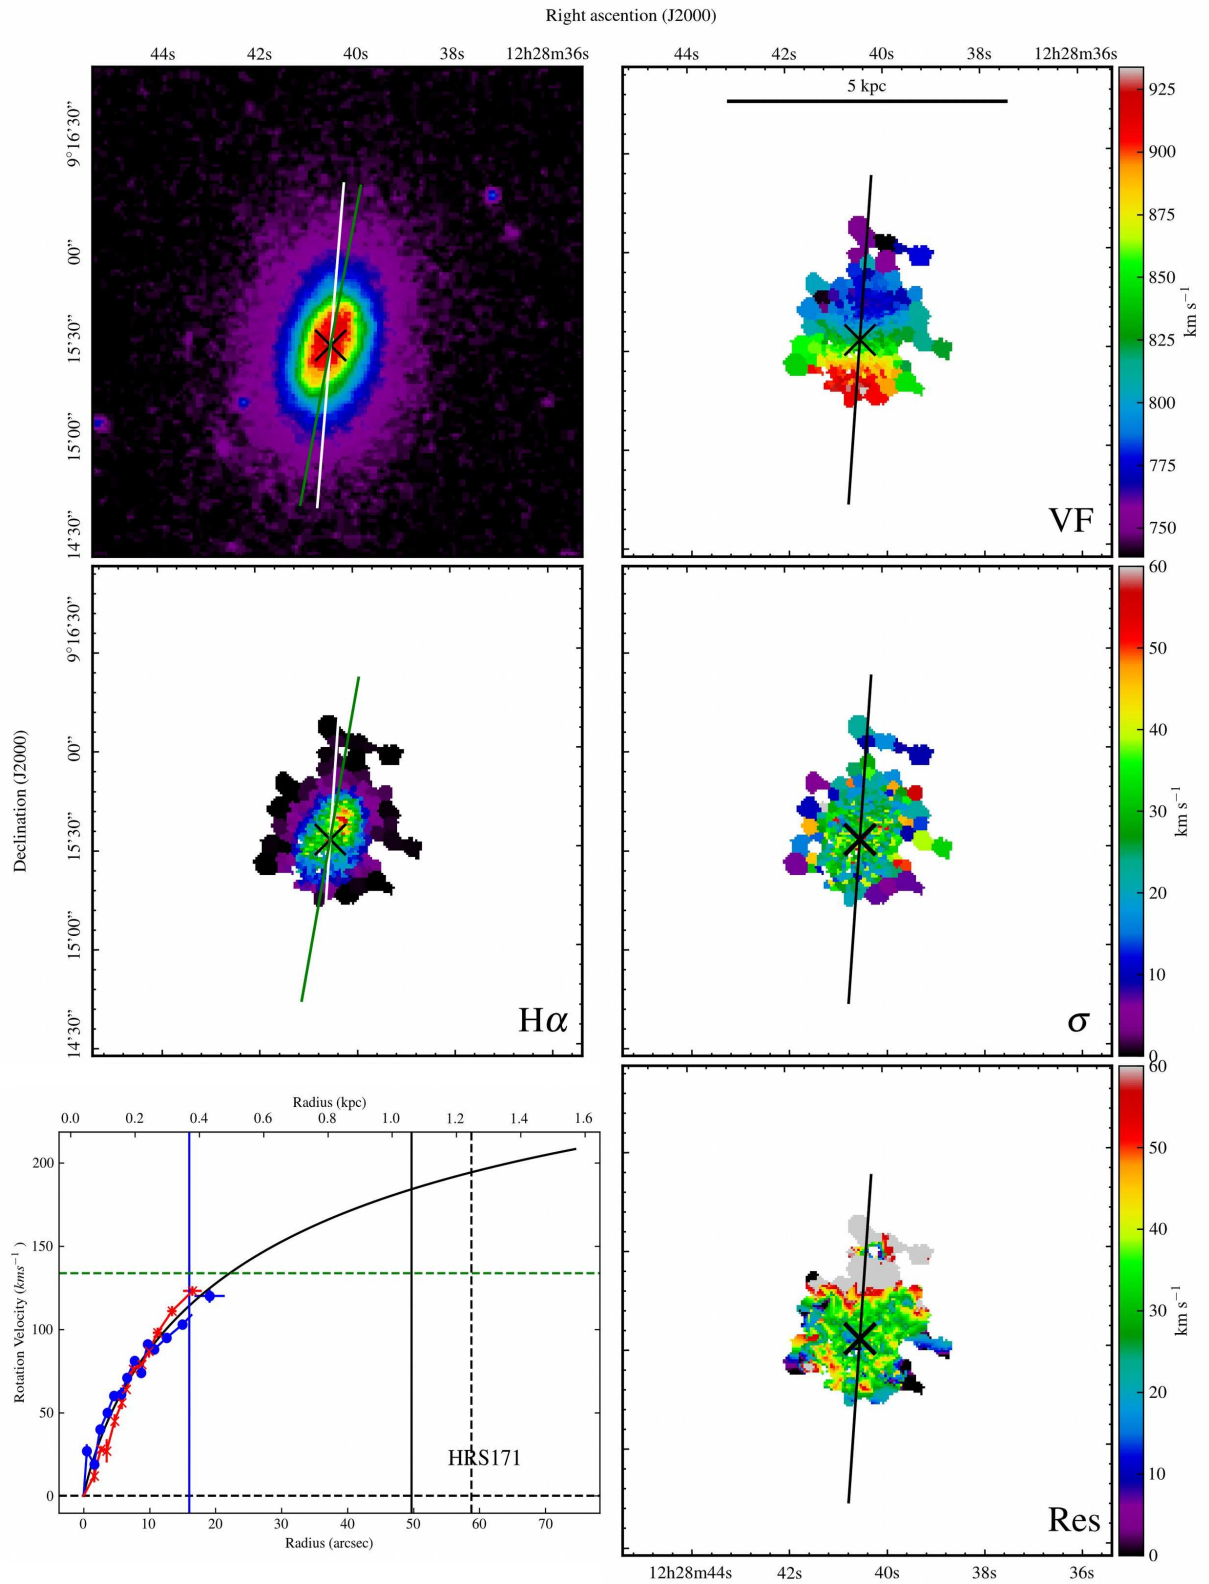 Right ascention (J2000)
44s 42s 40s 38s 12h28m36s
44s 42s 40s 38s 12h28m36s
9°16'30”
00”
15'30”
15'00”
14'30”
5 kpc
VF
925
900
875
850
825
800
775
750
km s⁻¹
Declination (J2000)
9°16'30”
00”
15'30”
15'00”
14'30”
Hα
σ
60
50
40
30
20
10
0
km s⁻¹
Radius (kpc)
0.0 0.2 0.4 0.6 0.8 1.0 1.2 1.4 1.6
Rotation Velocity (kms⁻¹ )
200
150
100
50
0
HRS171
0 10 20 30 40 50 60 70
Radius (arcsec)
Res
60
50
40
30
20
10
0
km s⁻¹
12h28m44s 42s 40s 38s 36s